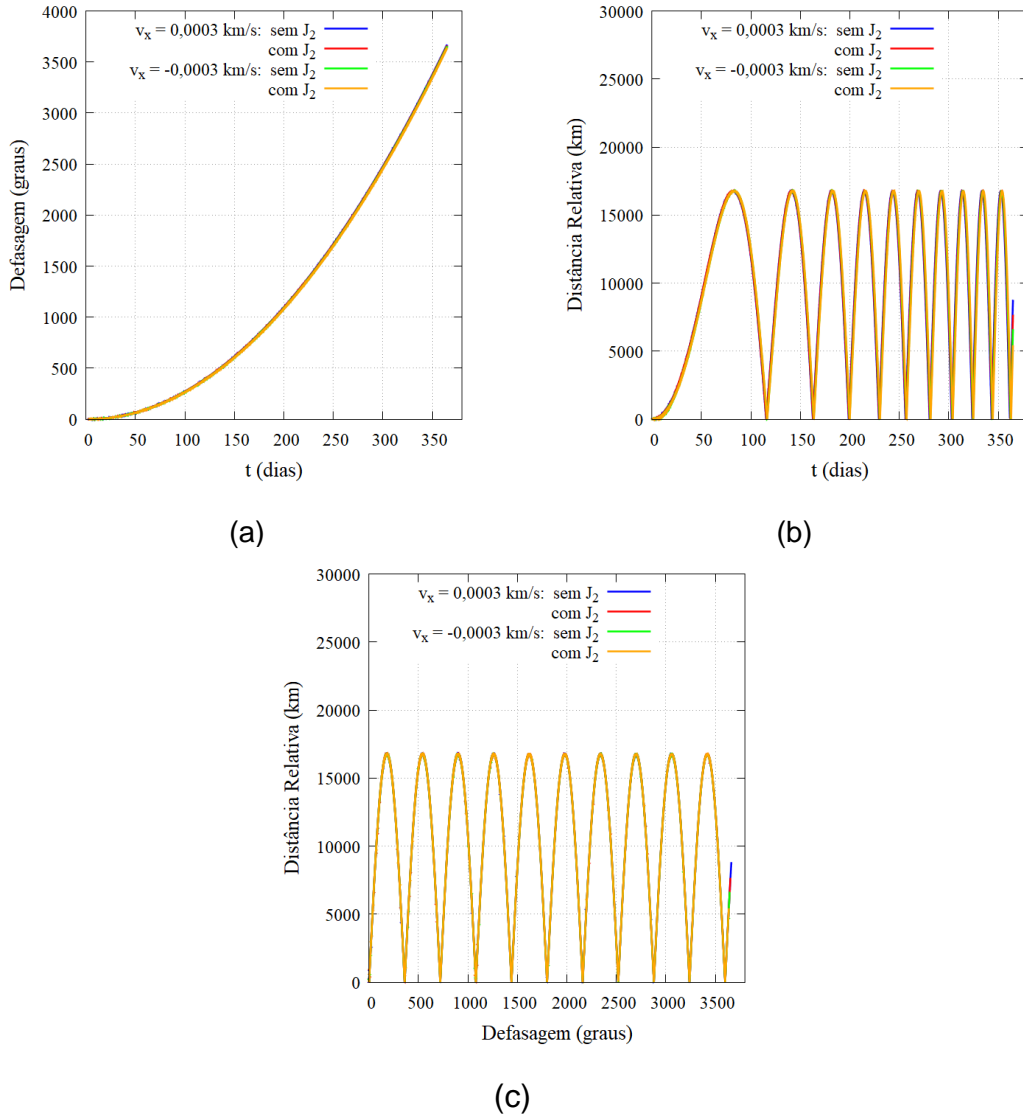 4000
3500
3000
2500
2000
1500
1000
500
0
Defasagem (graus)
vx = 0,0003 km/s: sem J2
com J2
vx = -0,0003 km/s: sem J2
com J2
0 50 100 150 200 250 300 350
t (dias)
(a)
30000
25000
20000
15000
10000
5000
0
Distância Relativa (km)
vx = 0,0003 km/s: sem J2
com J2
vx = -0,0003 km/s: sem J2
com J2
0 50 100 150 200 250 300 350
t (dias)
(b)
30000
25000
20000
15000
10000
5000
0
Distância Relativa (km)
vx = 0,0003 km/s: sem J2
com J2
vx = -0,0003 km/s: sem J2
com J2
0 500 1000 1500 2000 2500 3000 3500
Defasagem (graus)
(c)